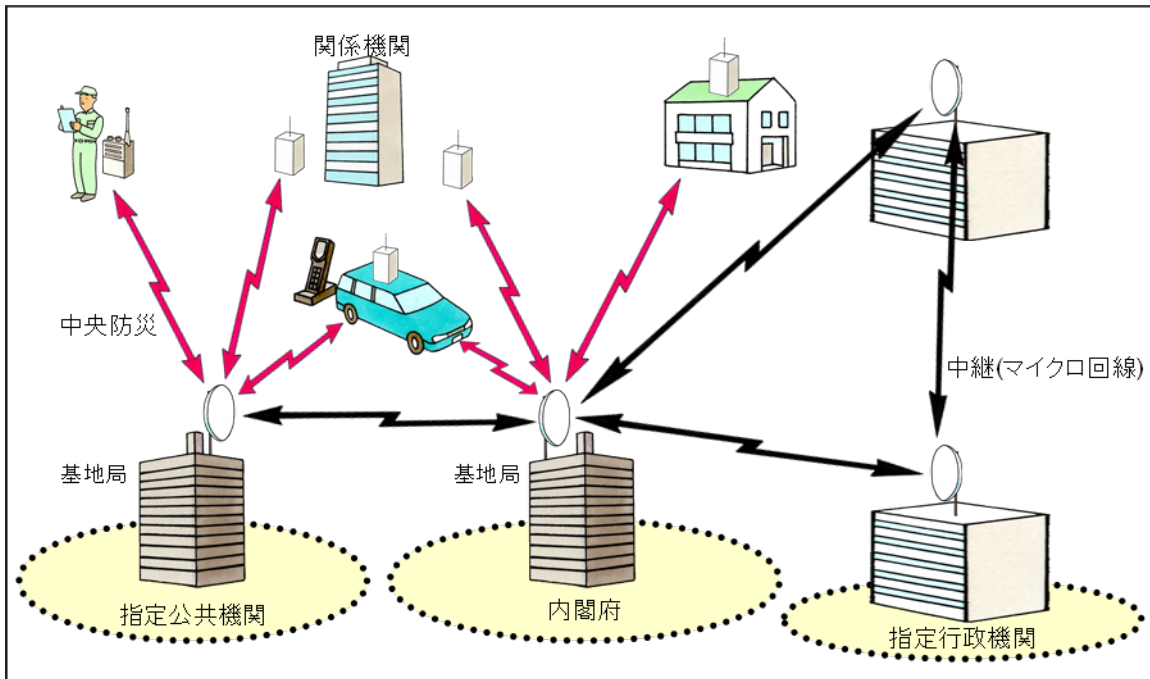 関係機関
中央防災
中継(マイクロ回線)
基地局
基地局
指定公共機関
内閣府
指定行政機関